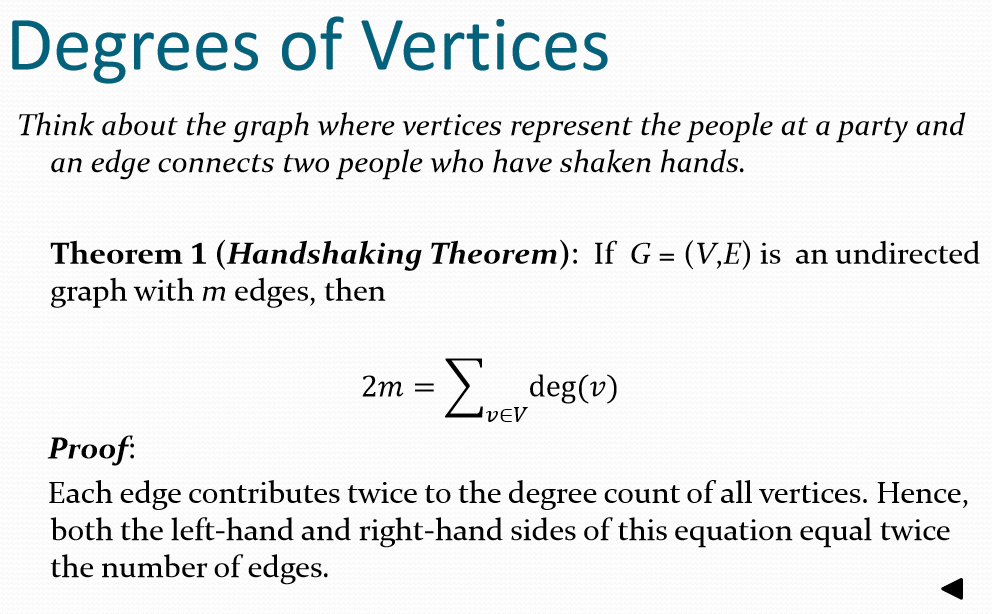 Degrees of Vertices
Think about the graph where vertices represent the people at a party and
an edge connects two people who have shaken hands.
Theorem 1 (Handshaking Theorem): If G = (V,E) is an undirected
graph with m edges, then
2m = ∑v∈V deg(v)
Proof:
Each edge contributes twice to the degree count of all vertices. Hence,
both the left-hand and right-hand sides of this equation equal twice
the number of edges.